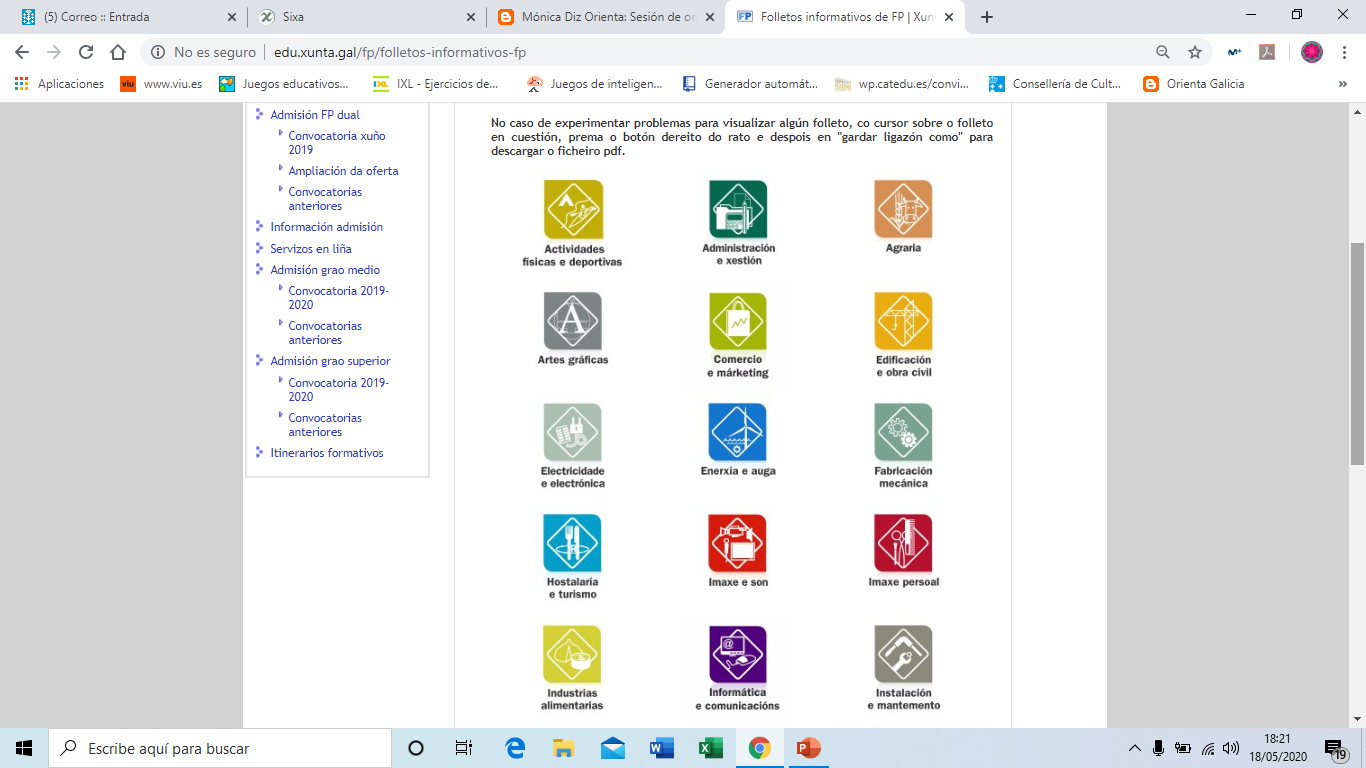 (5) Correo :: Entrada
Sixa
Mónica Diz Orienta: Sesión de or
Folletos informativos de FP | Xun
No es seguro | edu.xunta.gal/fp/folletos-informativos-fp
Aplicaciones
viu www.viu.es
Juegos educativos...
IXL - Ejercicios de...
Juegos de inteligen...
Generador automát...
wp.catedu.es/convi...
Consellería de Cult...
Orienta Galicia
»
Admisión FP dual
Convocatoria xuño
2019
Ampliación da oferta
Convocatorias
anteriores
Información admisión
Servizos en liña
Admisión grao medio
Convocatoria 2019-
2020
Convocatorias
anteriores
Admisión grao superior
Convocatoria 2019-
2020
Convocatorias
anteriores
Itinerarios formativos
No caso de experimentar problemas para visualizar algún folleto, co cursor sobre o folleto
en cuestión, prema o botón dereito do rato e despois en "gardar ligazón como" para
descargar o ficheiro pdf.
Actividades
físicas e deportivas
Administración
e xestión
Agraria
A
Artes gráficas
Comercio
e márketing
Edificación
e obra civil
Electricidade
e electrónica
Enerxía e auga
Fabricación
mecánica
Hostalaría
e turismo
Imaxe e son
Imaxe persoal
Industrias
alimentarias
@
Informática
e comunicacións
Instalación
e mantemento
Escribe aquí para buscar
18:21
18/05/2020
19